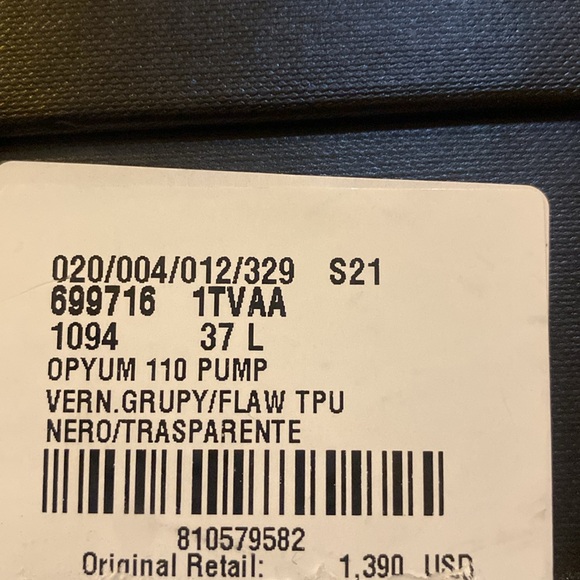 020/004/012/329 S21
699716 1TVAA
1094 37 L
OPYUM 110 PUMP
VERN.GRUPY/FLAW TPU
NERO/TRASPARENTE
810579582
Original Retail: 1,390 USD